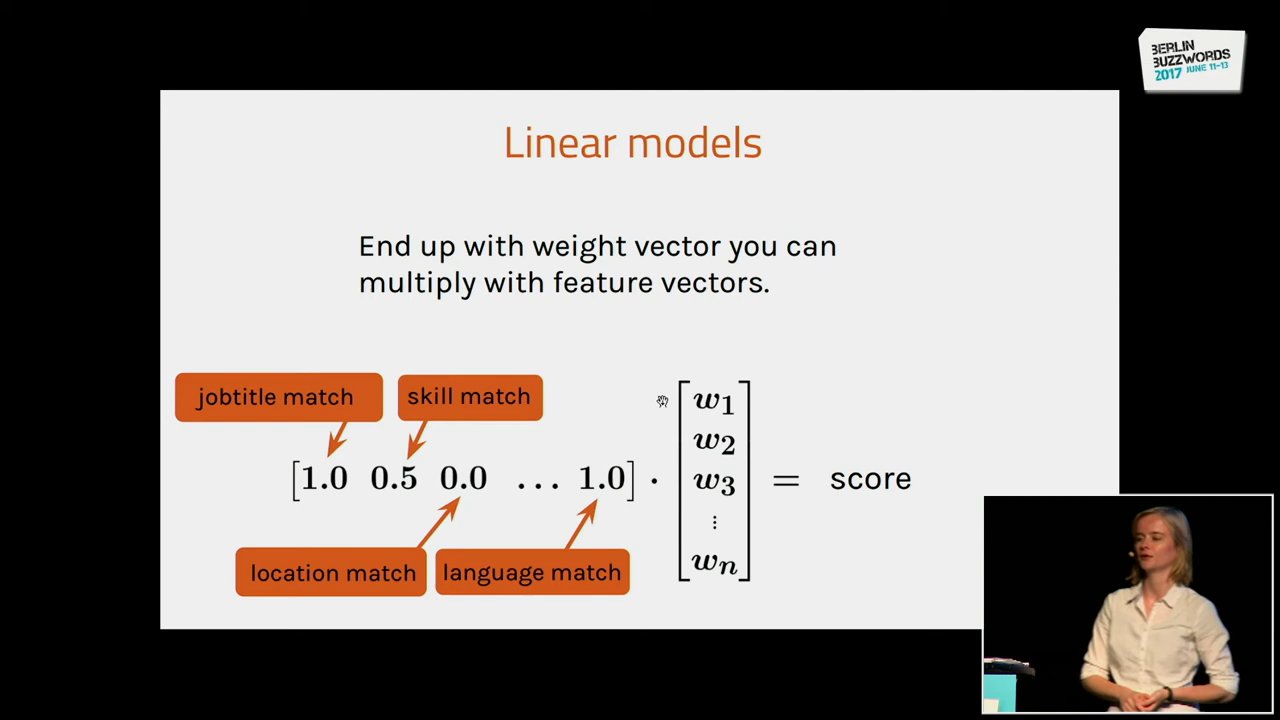 BERLIN
BUZZWORDS
2017 JUNE 11-13
Linear models
End up with weight vector you can
multiply with feature vectors.
jobtitle match
skill match
[1.0 0.5 0.0 ... 1.0] · [w1 w2 w3 ⋮ wn] = score
location match
language match